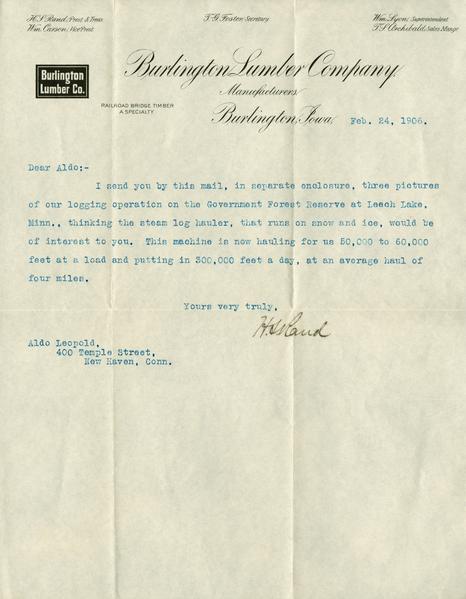 H.S. Rand, Prest & Treas.
Wm. Carson, Vice Prest.
T.G. Foster, Secretary
Wm. Lyon, Superintendent
T.S. Archibald, Sales Mangr
Burlington
Lumber Co.
Burlington Lumber Company,
Manufacturers,
RAILROAD BRIDGE TIMBER
A SPECIALTY
Burlington, Iowa, Feb. 24, 1906.
Dear Aldo:-
I send you by this mail, in separate enclosure, three pictures
of our logging operation on the Government Forest Reserve at Leech Lake,
Minn., thinking the steam log hauler, that runs on snow and ice, would be
of interest to you. This machine is now hauling for us 50,000 to 60,000
feet at a load and putting in 300,000 feet a day, at an average haul of
four miles.
Yours very truly,
H.S. Rand
Aldo Leopold,
400 Temple Street,
New Haven, Conn.